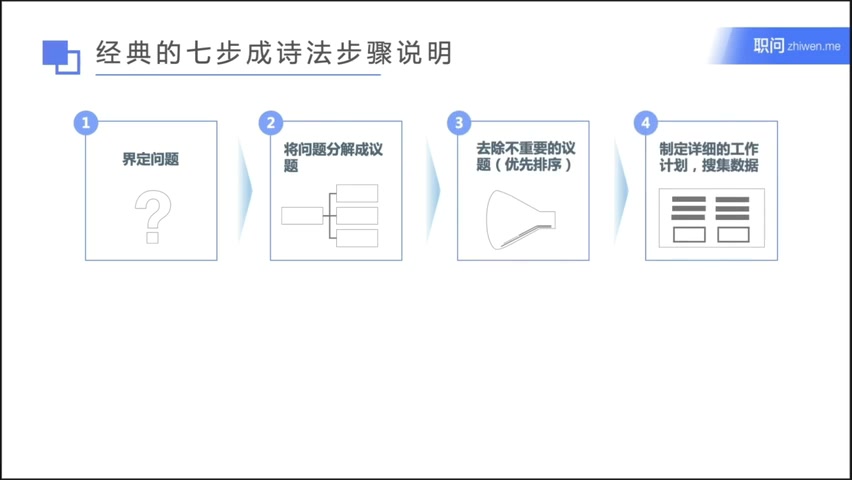 经典的七步成诗法步骤说明
职问 zhiwen.me
1
界定问题
2
将问题分解成议
题
3
去除不重要的议
题（优先排序）
4
制定详细的工作
计划，搜集数据